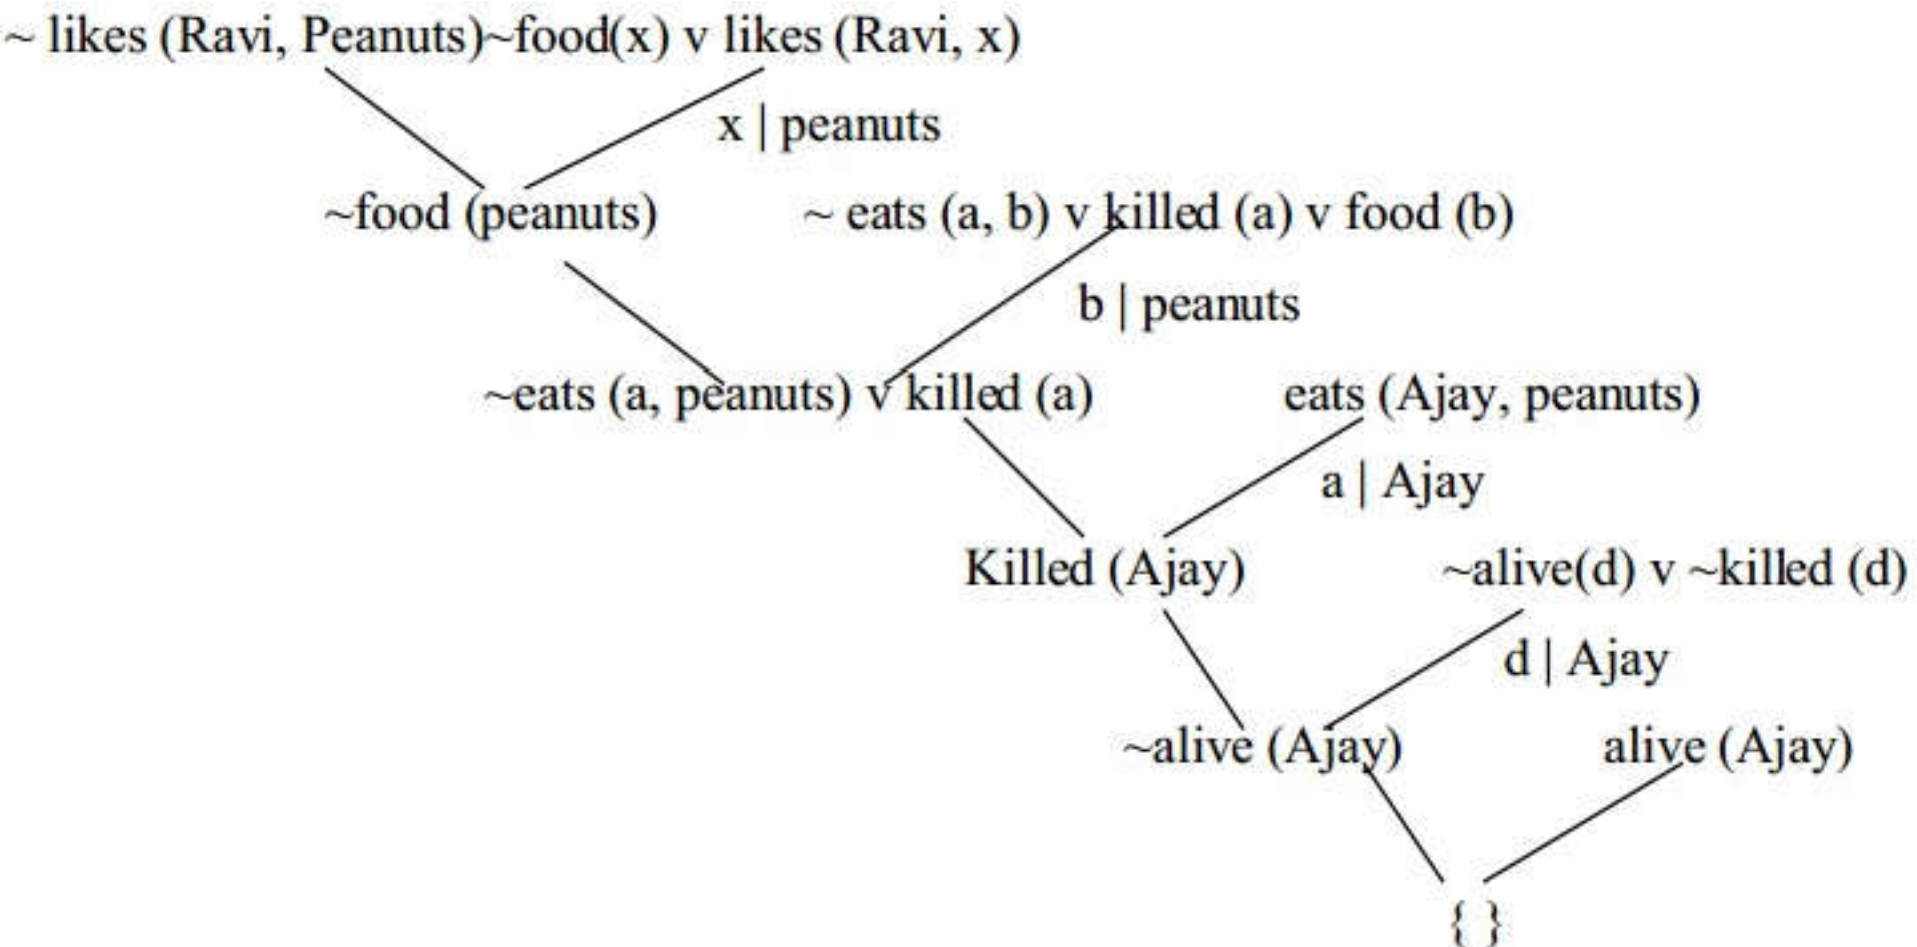 ~ likes (Ravi, Peanuts)~food(x) v likes (Ravi, x)
x | peanuts
~food (peanuts) ~ eats (a, b) v killed (a) v food (b)
b | peanuts
~eats (a, peanuts) v killed (a) eats (Ajay, peanuts)
a | Ajay
Killed (Ajay) ~alive(d) v ~killed (d)
d | Ajay
~alive (Ajay) alive (Ajay)
{ }